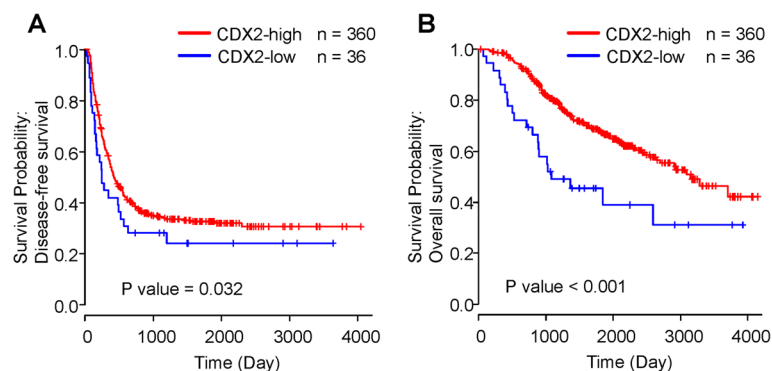 A
CDX2-high n = 360
CDX2-low n = 36
Survival Probability:
Disease-free survival
1.0
0.8
0.6
0.4
0.2
0.0
P value = 0.032
0 1000 2000 3000 4000
Time (Day)
B
CDX2-high n = 360
CDX2-low n = 36
Survival Probability:
Overall survival
1.0
0.8
0.6
0.4
0.2
0.0
P value < 0.001
0 1000 2000 3000 4000
Time (Day)